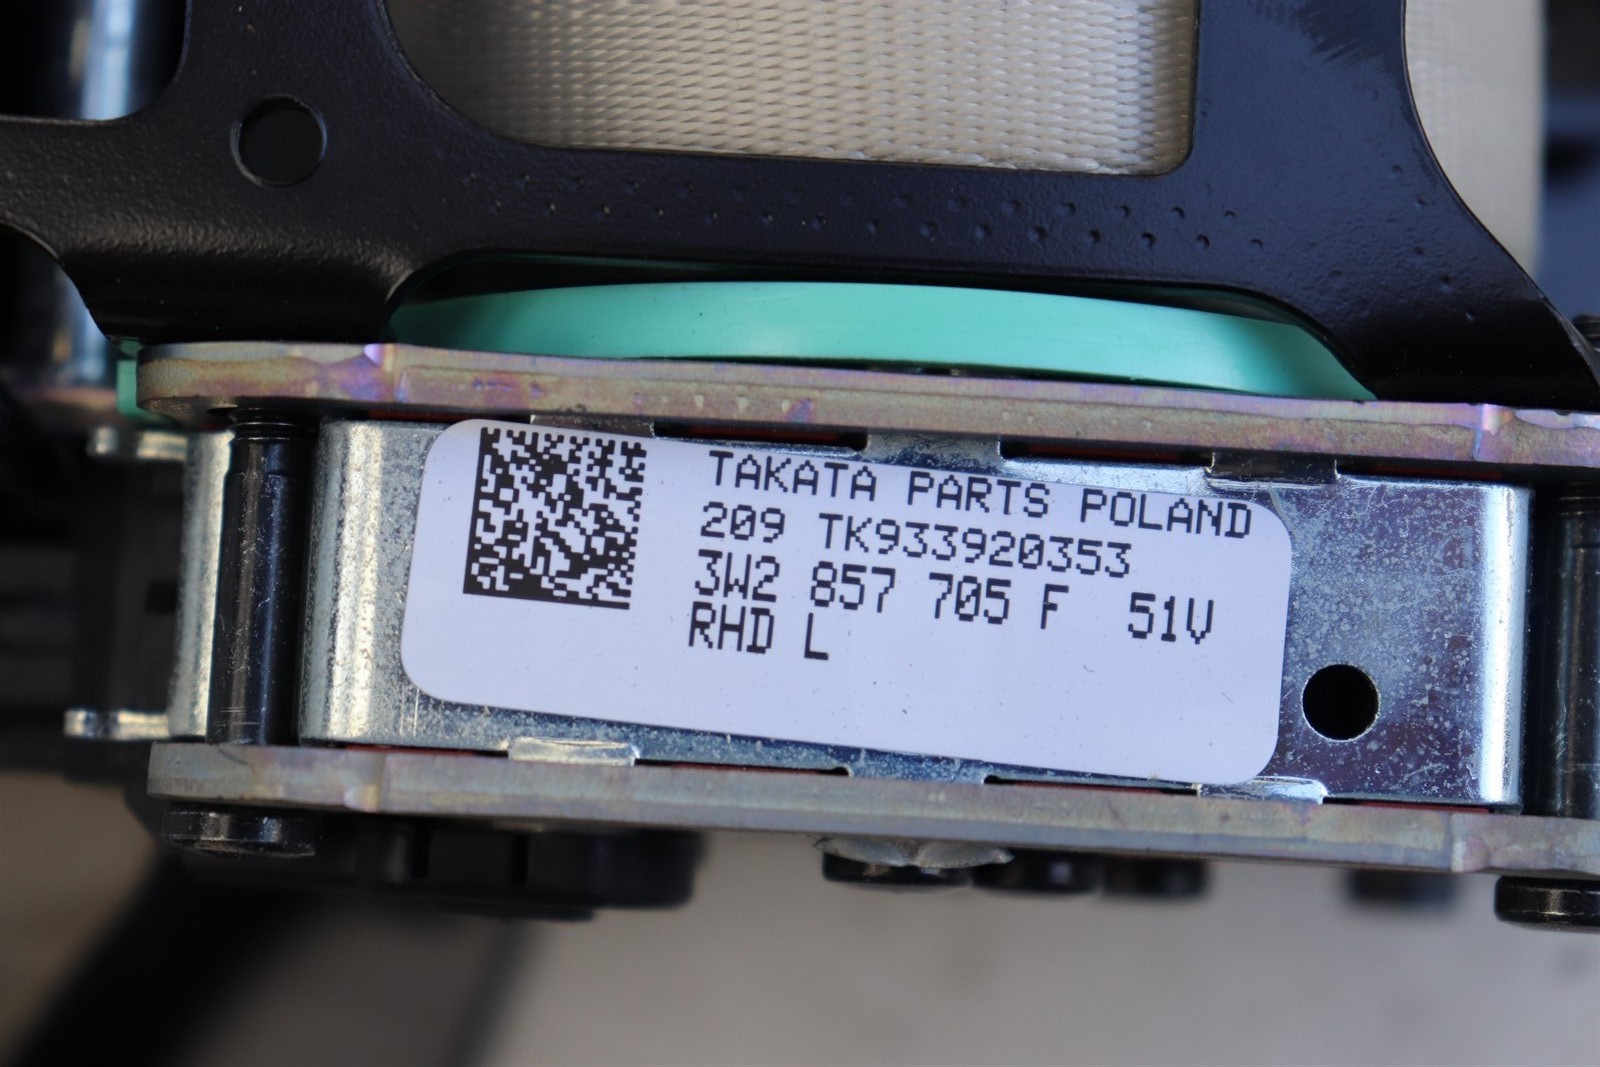 TAKATA PARTS POLAND
209 TK933920353
3W2 857 705 F 51V
RHD L